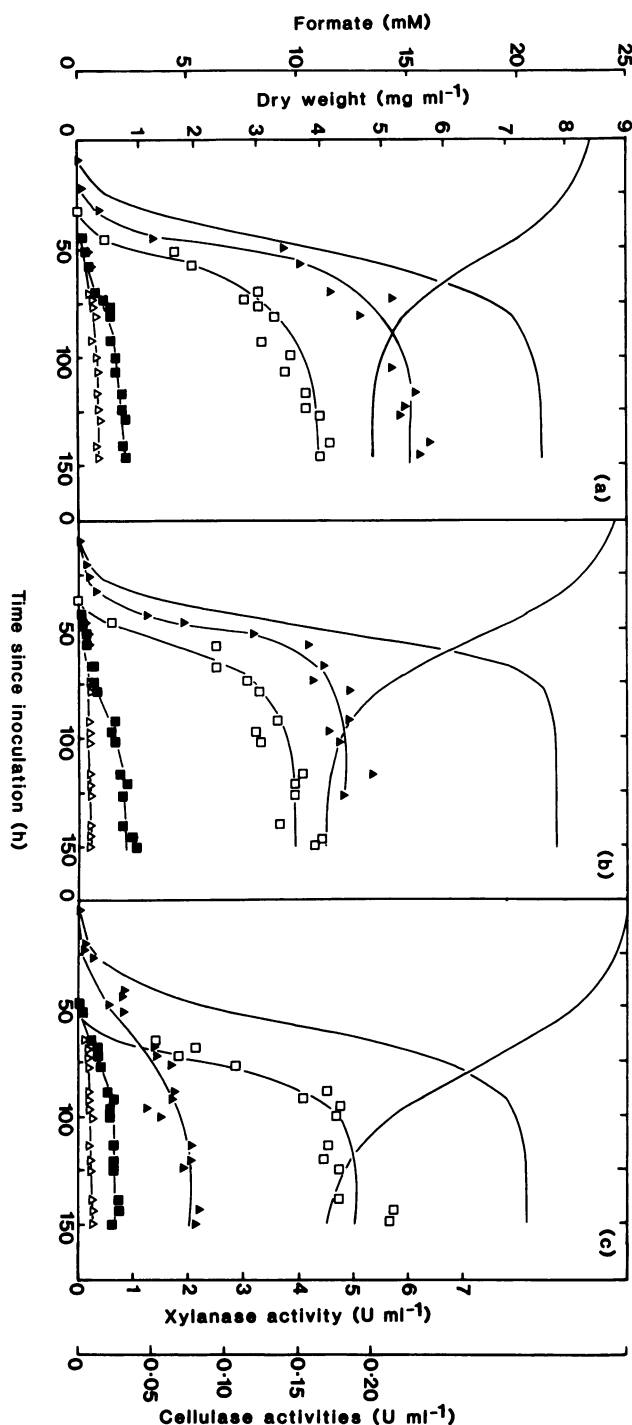 Formate (mM)
0 5 10 15 20 25
Dry weight (mg ml⁻¹)
0 1 2 3 4 5 6 7 8 9
50
100
150
(a)
0
50
100
150
(b)
0
50
100
150
(c)
Time since inoculation (h)
0 1 2 3 4 5 6 7
Xylanase activity (U ml⁻¹)
0 0·05 0·10 0·15 0·20
Cellulase activities (U ml⁻¹)